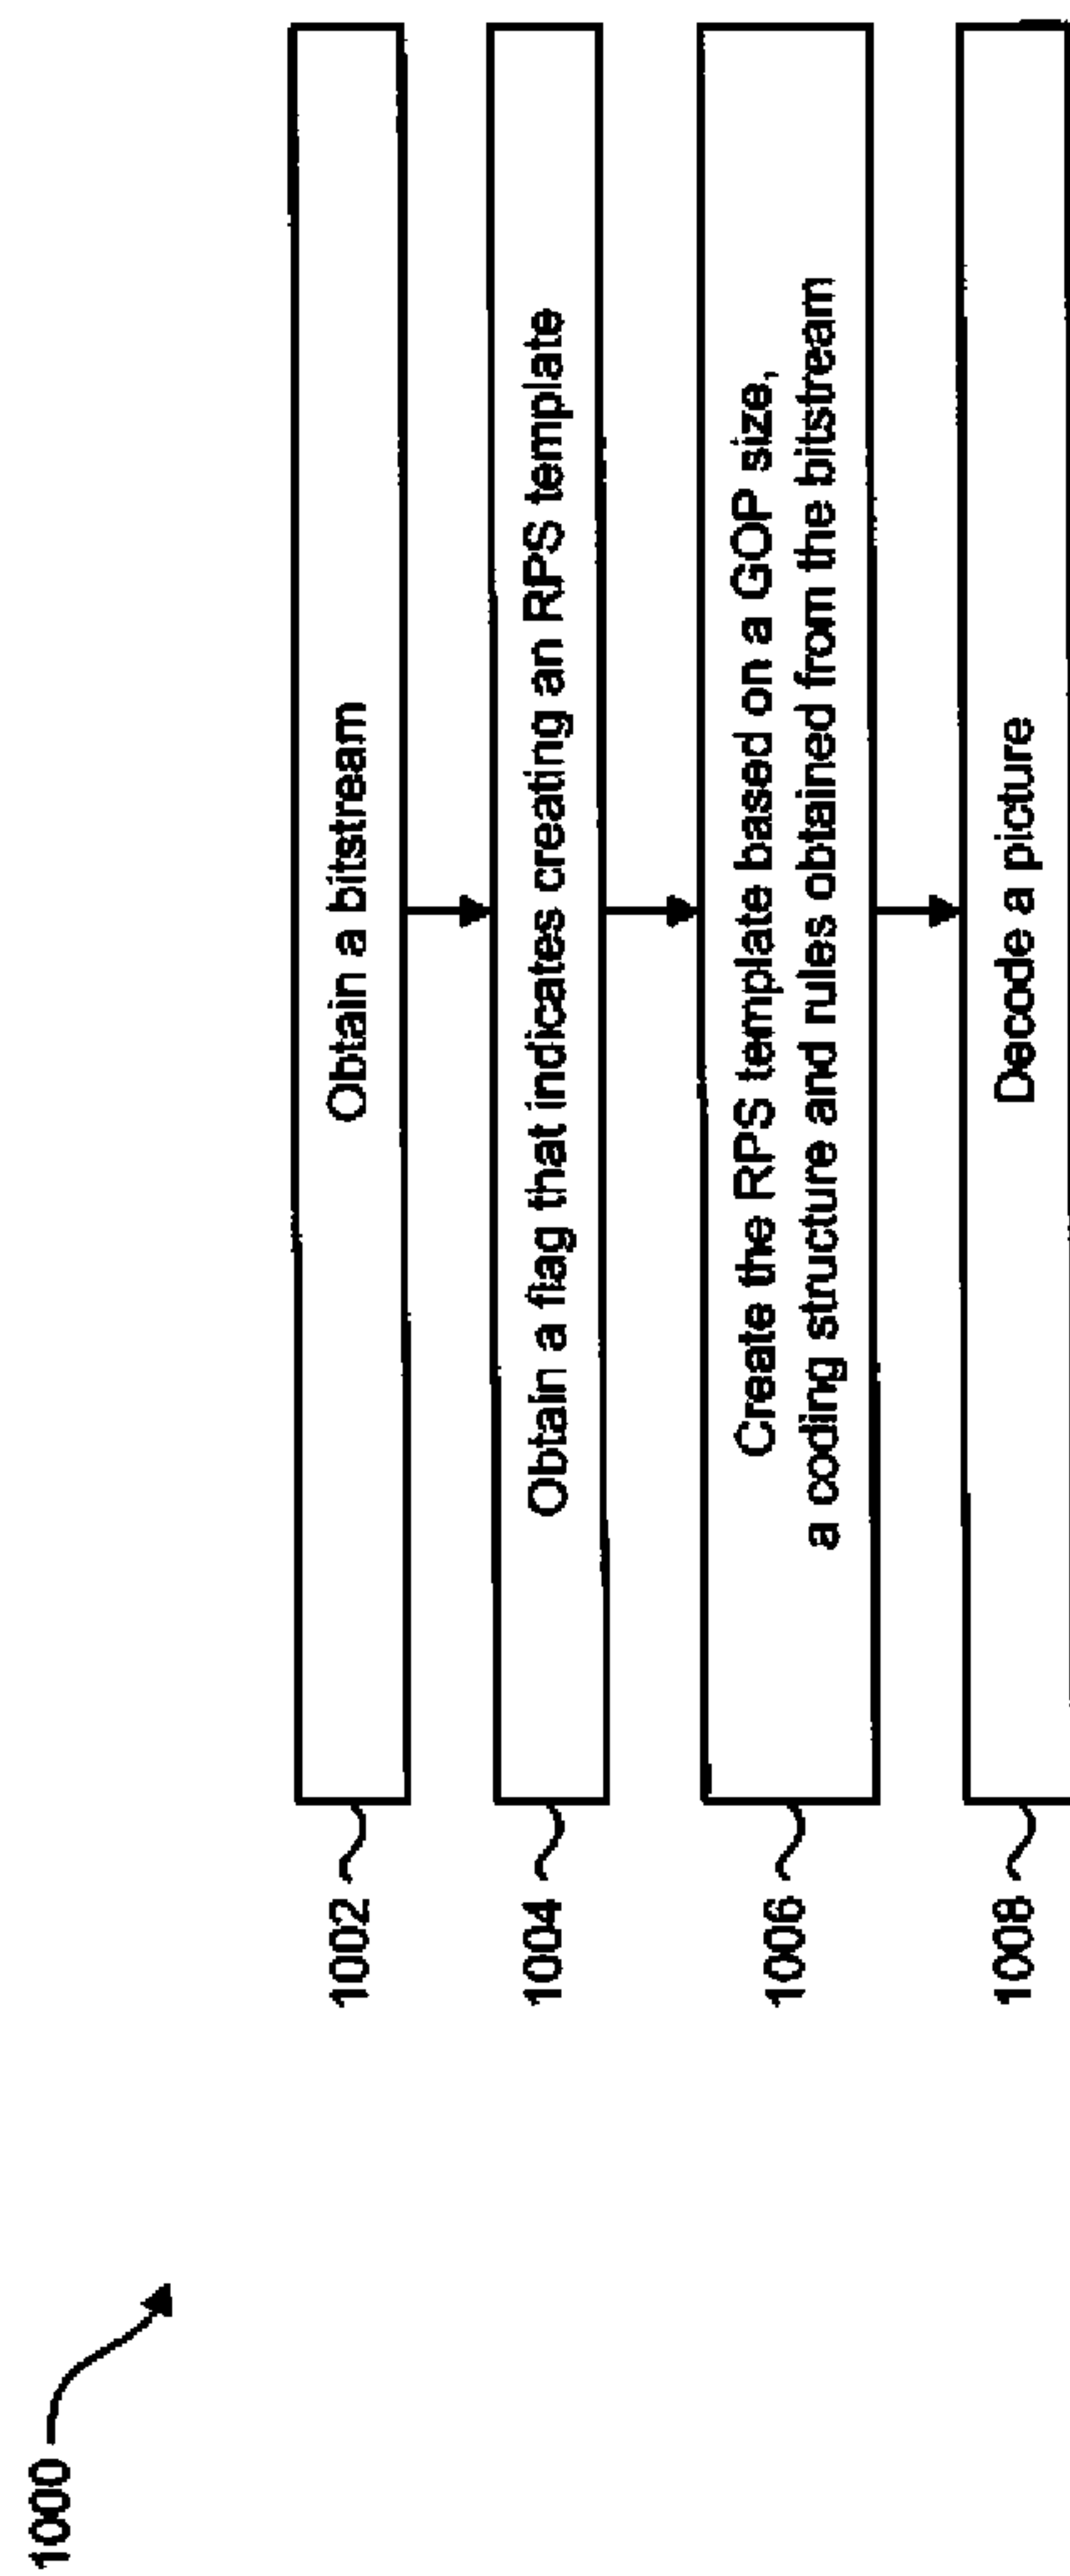 1000
1002
Obtain a bitstream
1004
Obtain a flag that indicates creating an RPS template
1006
Create the RPS template based on a GOP size,
a coding structure and rules obtained from the bitstream
1008
Decode a picture